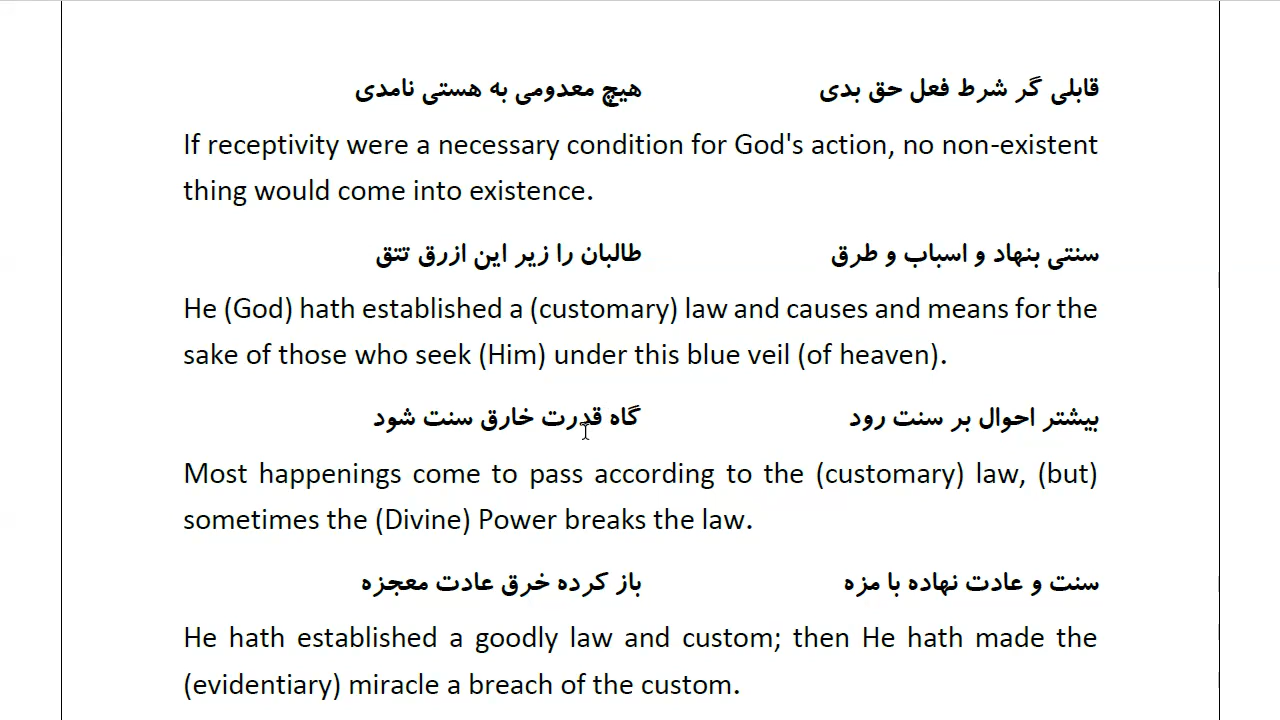 قابلی گر شرط فعل حق بدی هیچ معدومی به هستی نامدی
If receptivity were a necessary condition for God's action, no non-existent
thing would come into existence.
سنتی بنهاد و اسباب و طرق طالبان را زیر این ازرق تتق
He (God) hath established a (customary) law and causes and means for the
sake of those who seek (Him) under this blue veil (of heaven).
بیشتر احوال بر سنت رود گاه قدرت خارق سنت شود
Most happenings come to pass according to the (customary) law, (but)
sometimes the (Divine) Power breaks the law.
سنت و عادت نهاده با مزه باز کرده خرق عادت معجزه
He hath established a goodly law and custom; then He hath made the
(evidentiary) miracle a breach of the custom.